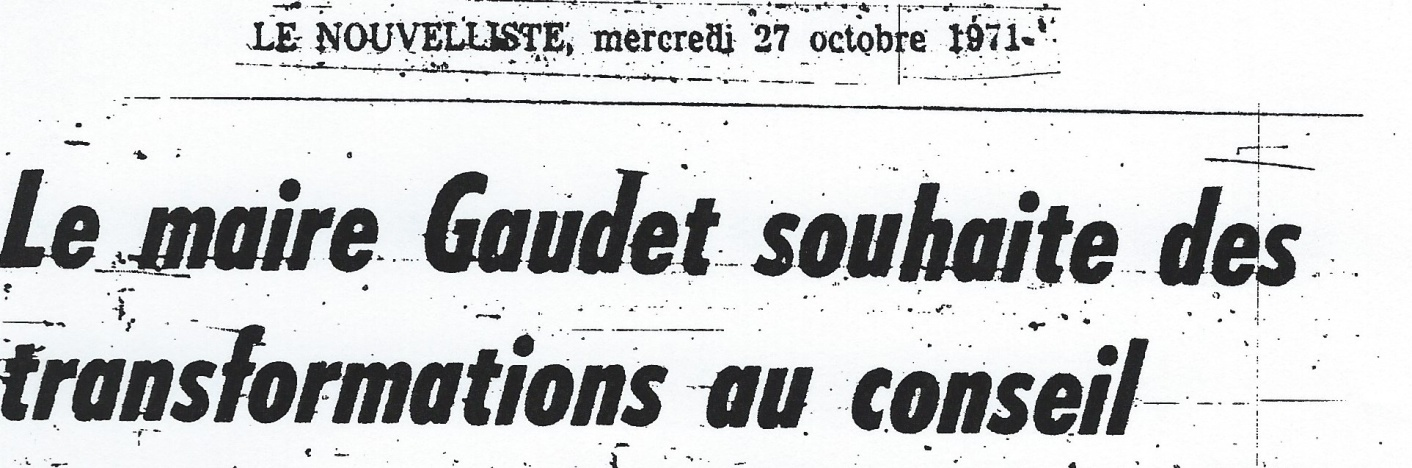 LE NOUVELLISTE, mercredi 27 octobre 1971
Le maire Gaudet souhaite des
transformations au conseil